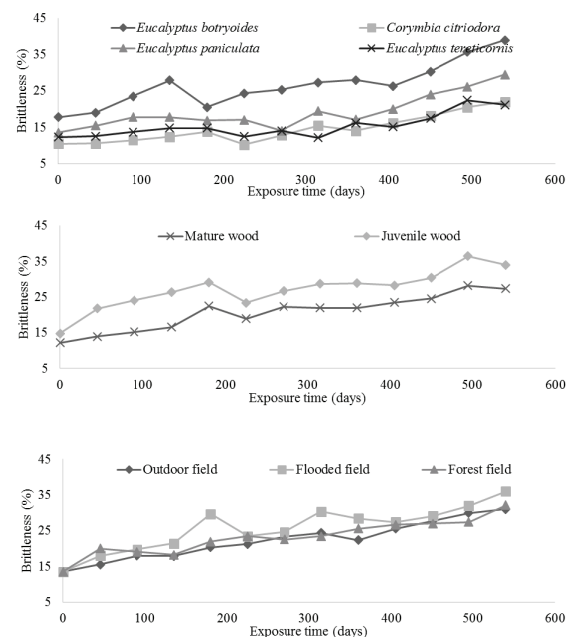 45
Eucalyptus botryoides Corymbia citriodora
Eucalyptus paniculata Eucalyptus tereticornis
35
Brittleness (%)
25
15
5
0 100 200 300 400 500 600
Exposure time (days)
45
Mature wood Juvenile wood
35
Brittleness (%)
25
15
5
0 100 200 300 400 500 600
Exposure time (days)
45
Outdoor field Flooded field Forest field
35
Brittleness (%)
25
15
5
0 100 200 300 400 500 600
Exposure time (days)